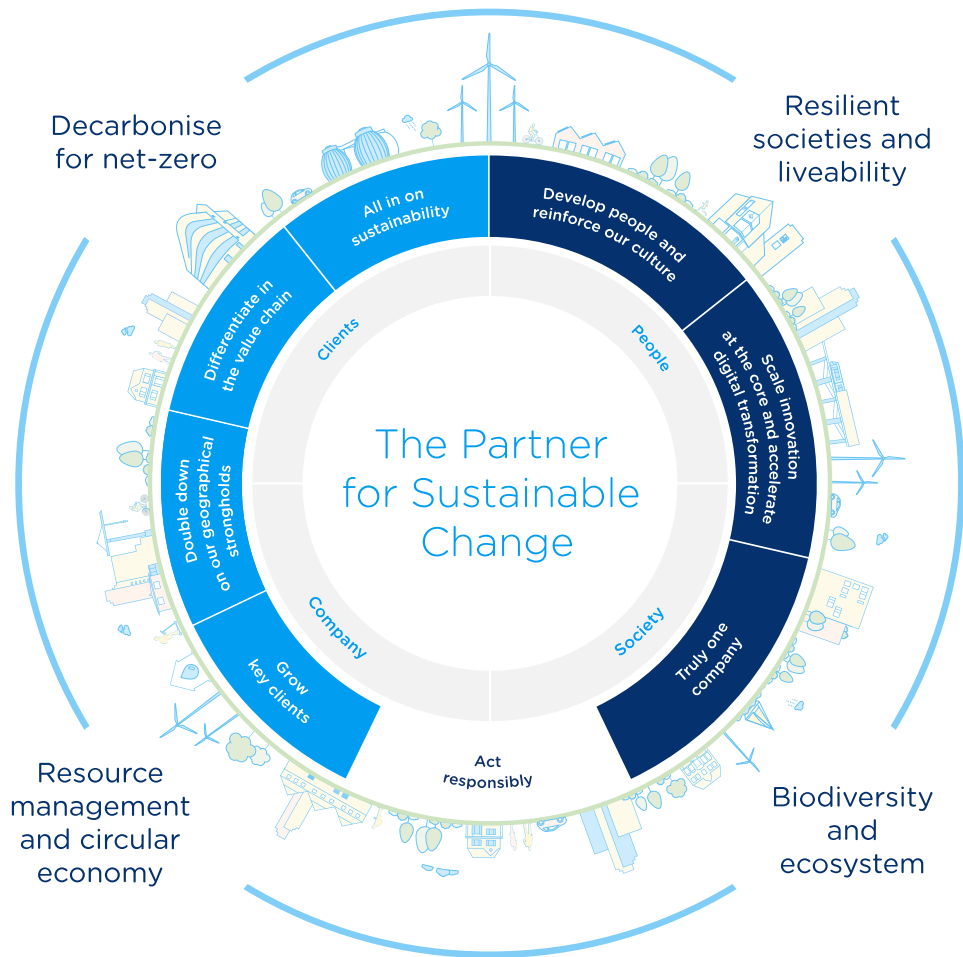 Decarbonise
for net-zero
Resilient
societies and
liveability
All in on
sustainability
Develop people and
reinforce our culture
Differentiate in
the value chain
Scale innovation
at the core and accelerate
digital transformation
Clients
People
The Partner
for Sustainable
Change
Double down
on our geographical
strongholds
Company
Society
Grow
key clients
Truly one
company
Act
responsibly
Resource
management
and circular
economy
Biodiversity
and
ecosystem